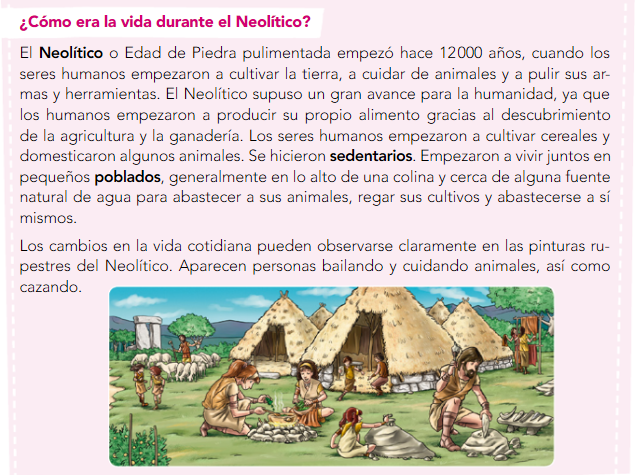 ¿Cómo era la vida durante el Neolítico?
El Neolítico o Edad de Piedra pulimentada empezó hace 12000 años, cuando los
seres humanos empezaron a cultivar la tierra, a cuidar de animales y a pulir sus ar-
mas y herramientas. El Neolítico supuso un gran avance para la humanidad, ya que
los humanos empezaron a producir su propio alimento gracias al descubrimiento
de la agricultura y la ganadería. Los seres humanos empezaron a cultivar cereales y
domesticaron algunos animales. Se hicieron sedentarios. Empezaron a vivir juntos en
pequeños poblados, generalmente en lo alto de una colina y cerca de alguna fuente
natural de agua para abastecer a sus animales, regar sus cultivos y abastecerse a sí
mismos.
Los cambios en la vida cotidiana pueden observarse claramente en las pinturas ru-
pestres del Neolítico. Aparecen personas bailando y cuidando animales, así como
cazando.